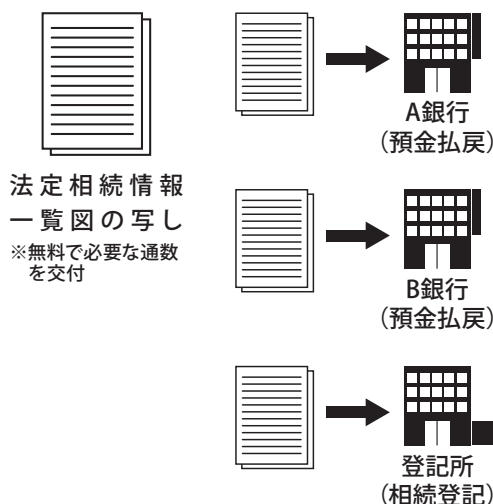 法定相続情報
一覧図の写し
※無料で必要な通数
を交付
A銀行
（預金払戻）
B銀行
（預金払戻）
登記所
（相続登記）